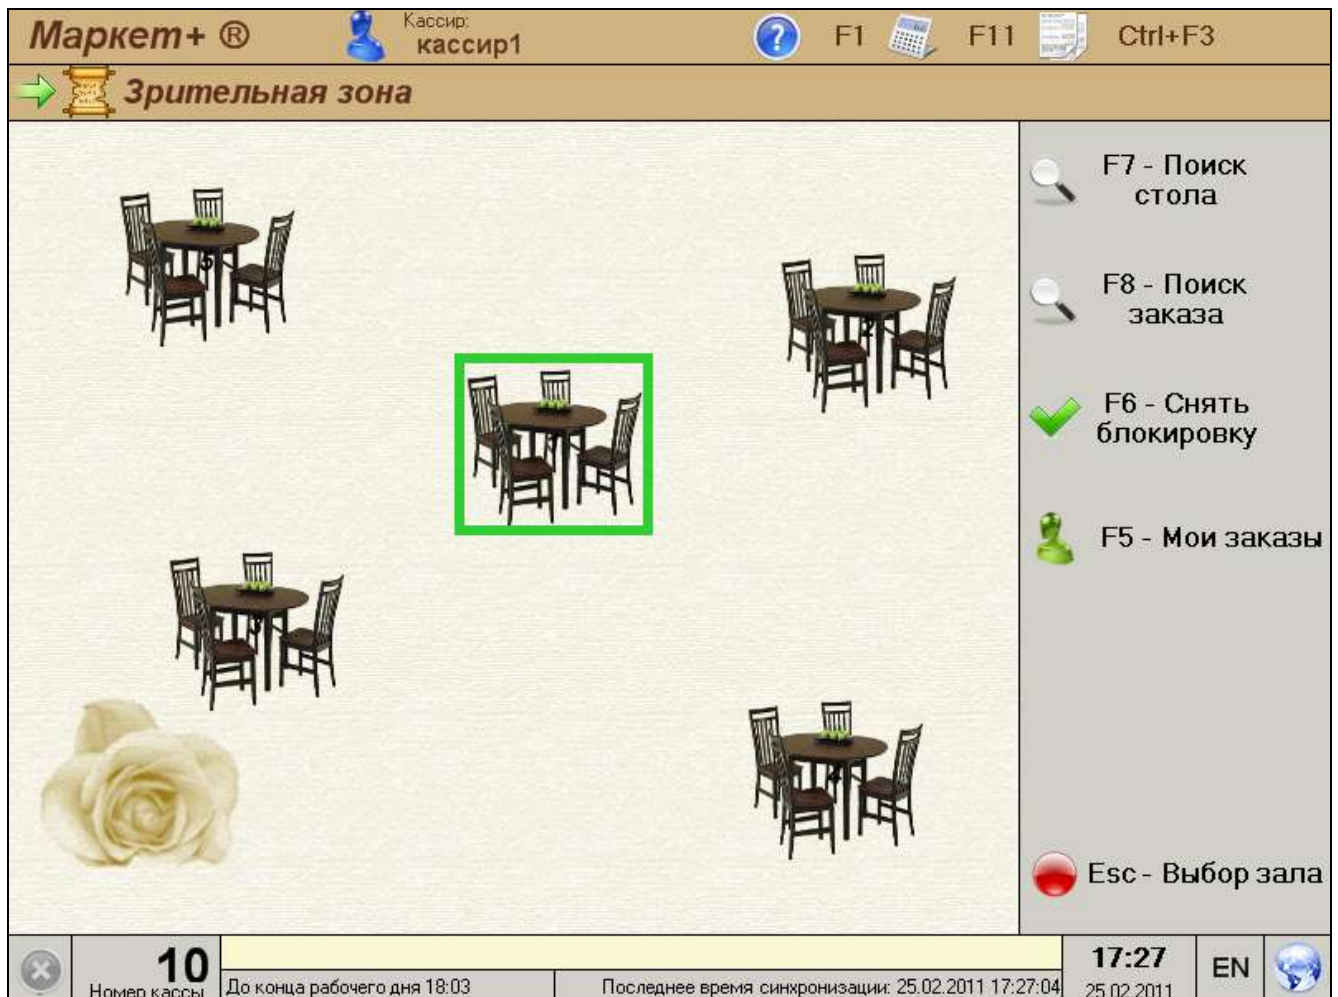 Маркет+ ®
Кассир:
кассир1
F1
F11
Ctrl+F3
Зрительная зона
F7 - Поиск
стола
F8 - Поиск
заказа
F6 - Снять
блокировку
F5 - Мои заказы
Esc - Выбор зала
10
Номер кассы
До конца рабочего дня 18:03
Последнее время синхронизации: 25.02.2011 17:27:04
17:27
25.02.2011
EN